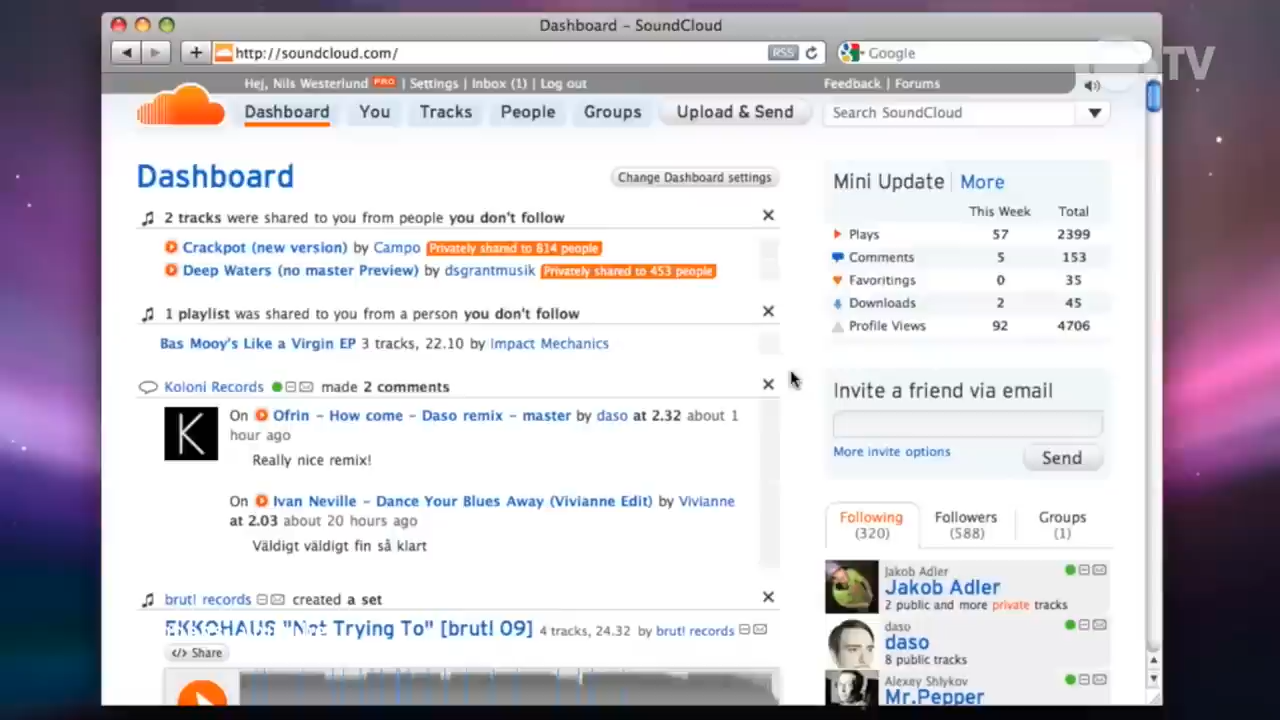 Dashboard – SoundCloud
TV
http://soundcloud.com/
RSS
Google
Hej, Nils Westerlund PRO | Settings | Inbox (1) | Log out
Feedback | Forums
Dashboard You Tracks People Groups Upload & Send
Search SoundCloud
Dashboard
Change Dashboard settings
2 tracks were shared to you from people you don't follow
Crackpot (new version) by Campo Privately shared to 814 people
Deep Waters (no master Preview) by dsgrantmusik Privately shared to 453 people
1 playlist was shared to you from a person you don't follow
Bas Mooy's Like a Virgin EP 3 tracks, 22.10 by Impact Mechanics
Koloni Records made 2 comments
K
On Ofrin – How come – Daso remix – master by daso at 2.32 about 1
hour ago
Really nice remix!
On Ivan Neville – Dance Your Blues Away (Vivianne Edit) by Vivianne
at 2.03 about 20 hours ago
Väldigt väldigt fin så klart
brut! records created a set
EKKOHAUS "Not Trying To" [brut! 09] 4 tracks, 24.32 by brut! records
</> Share
Mini Update More
This Week Total
Plays 57 2399
Comments 5 153
Favoritings 0 35
Downloads 2 45
Profile Views 92 4706
Invite a friend via email
More invite options
Send
Following Followers Groups
(320) (588) (1)
Jakob Adler
Jakob Adler
2 public and more private tracks
daso
daso
8 public tracks
Alexey Shlykov
Mr.Pepper